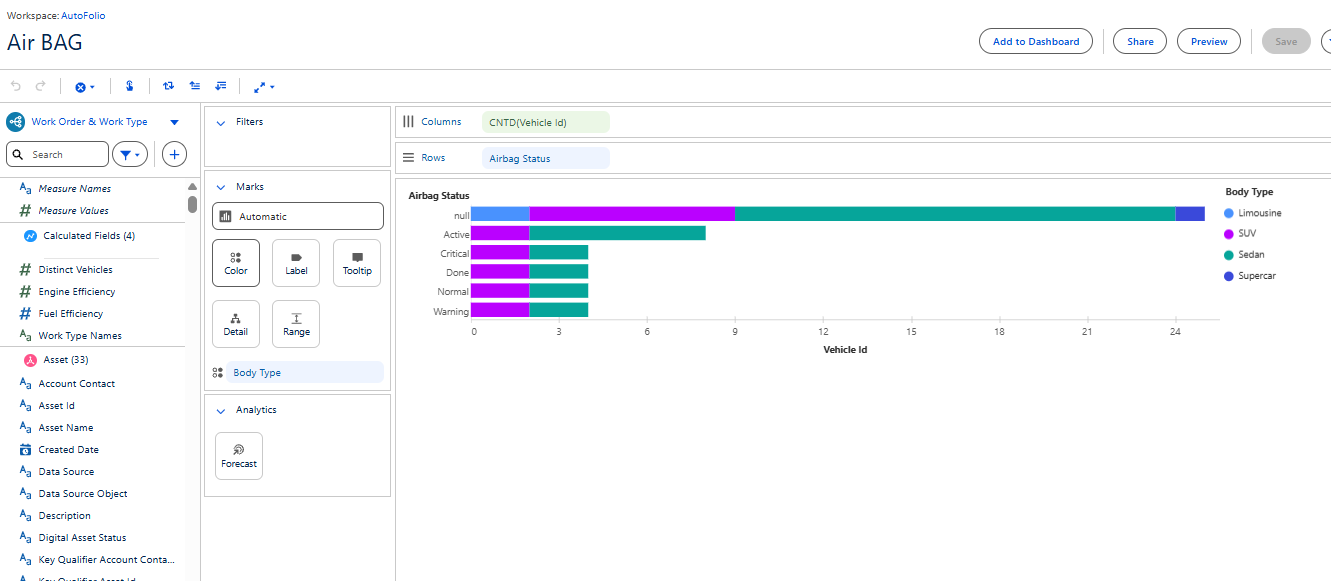 Workspace: AutoFolio
Air BAG
Add to Dashboard
Share
Preview
Save
Work Order & Work Type
Search
Measure Names
Measure Values
Calculated Fields (4)
Distinct Vehicles
Engine Efficiency
Fuel Efficiency
Work Type Names
Asset (33)
Account Contact
Asset Id
Asset Name
Created Date
Data Source
Data Source Object
Description
Digital Asset Status
Key Qualifier Account Conta...
Key Qualifier Asset Id
Filters
Marks
Automatic
Color
Label
Tooltip
Detail
Range
Body Type
Analytics
Forecast
Columns
CNTD(Vehicle Id)
Rows
Airbag Status
Airbag Status
null
Active
Critical
Done
Normal
Warning
0 3 6 9 12 15 18 21 24
Vehicle Id
Body Type
Limousine
SUV
Sedan
Supercar